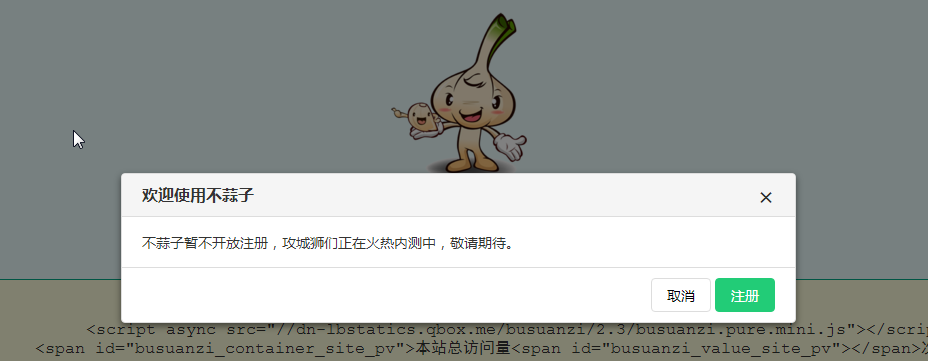 欢迎使用不蒜子
不蒜子暂不开放注册，攻城狮们正在火热内测中，敬请期待。
取消 注册
<script async src="//dn-lbstatics.qbox.me/busuanzi/2.3/busuanzi.pure.mini.js"></scrip
<span id="busuanzi_container_site_pv">本站总访问量<span id="busuanzi_value_site_pv"></span>